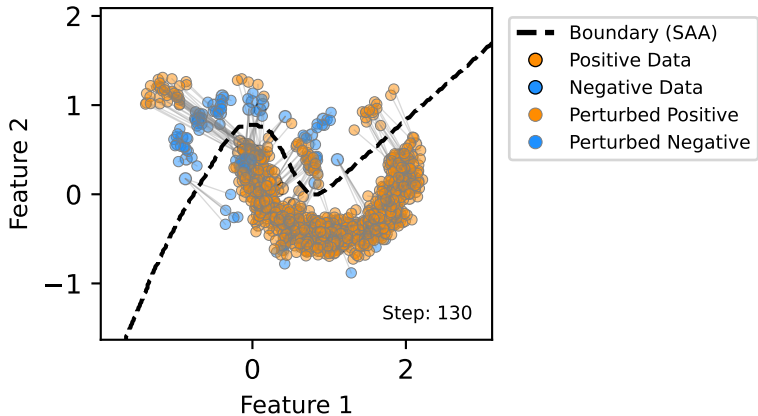 2
1
0
−1
Feature 2
0
2
Feature 1
Step: 130
Boundary (SAA)
Positive Data
Negative Data
Perturbed Positive
Perturbed Negative